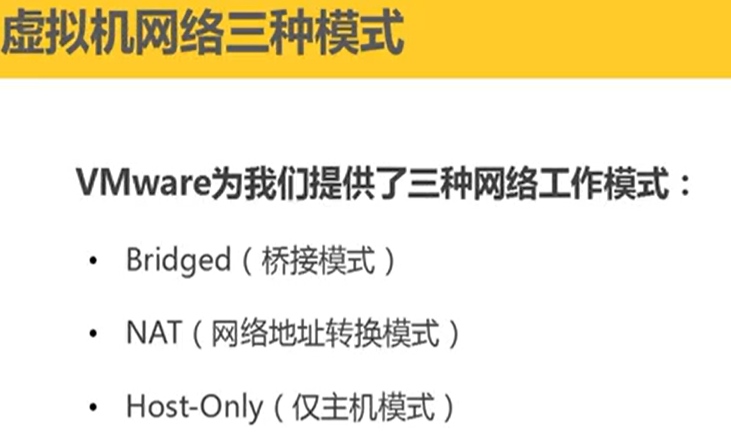 虚拟机网络三种模式
VMware为我们提供了三种网络工作模式：
• Bridged（桥接模式）
• NAT（网络地址转换模式）
• Host-Only（仅主机模式）